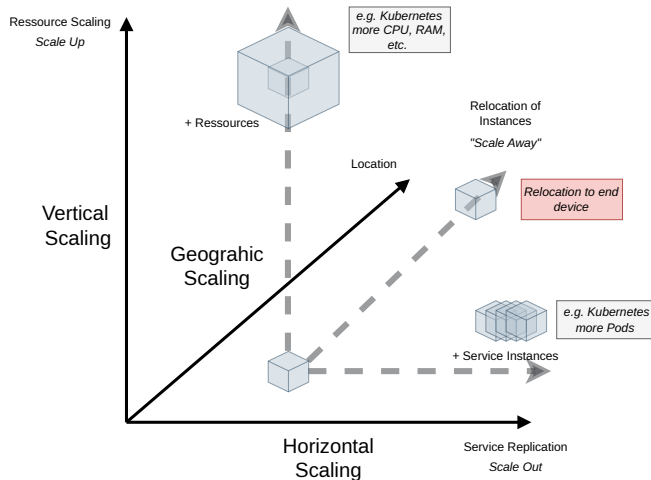 Ressource Scaling
Scale Up
e.g. Kubernetes
more CPU, RAM,
etc.
+ Ressources
Relocation of
Instances
"Scale Away"
Location
Relocation to end
device
Vertical
Scaling
Geograhic
Scaling
e.g. Kubernetes
more Pods
+ Service Instances
Horizontal
Scaling
Service Replication
Scale Out